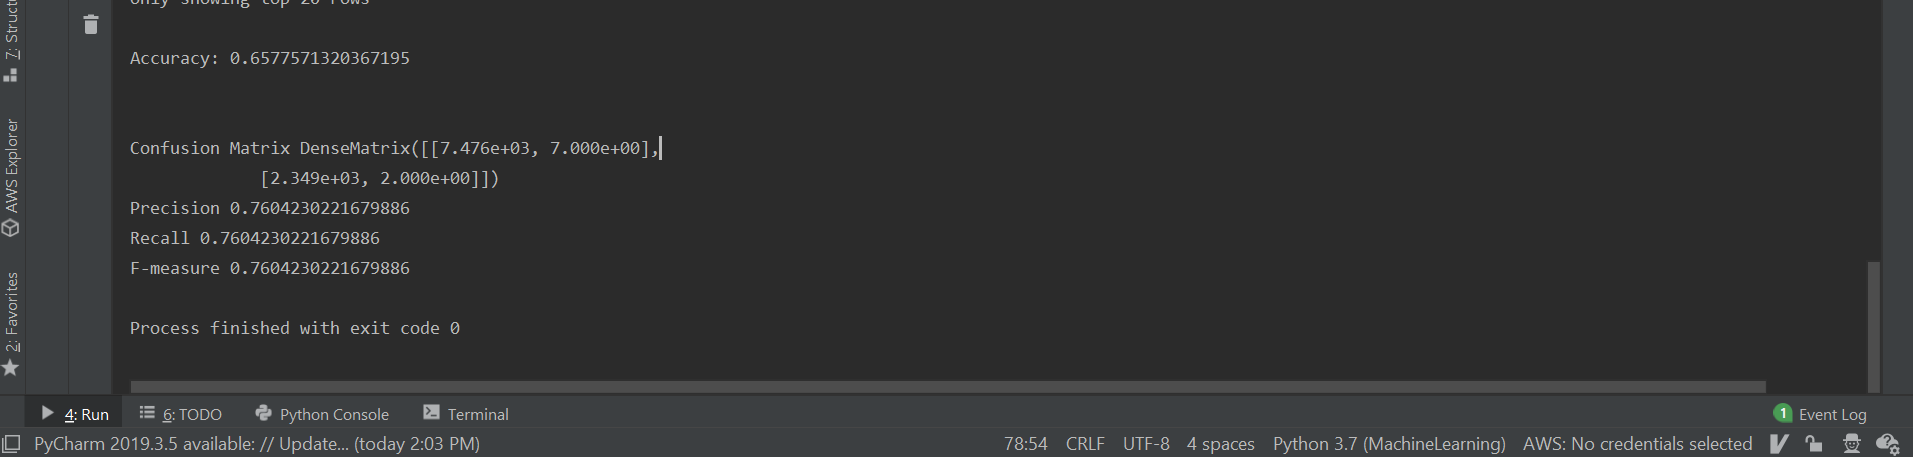 only showing top 20 rows
Accuracy: 0.6577571320367195
Confusion Matrix DenseMatrix([[7.476e+03, 7.000e+00],
[2.349e+03, 2.000e+00]])
Precision 0.7604230221679886
Recall 0.7604230221679886
F-measure 0.7604230221679886
Process finished with exit code 0
7: Struct
AWS Explorer
2: Favorites
4: Run
6: TODO
Python Console
Terminal
1 Event Log
PyCharm 2019.3.5 available: // Update... (today 2:03 PM)
78:54
CRLF
UTF-8
4 spaces
Python 3.7 (MachineLearning)
AWS: No credentials selected